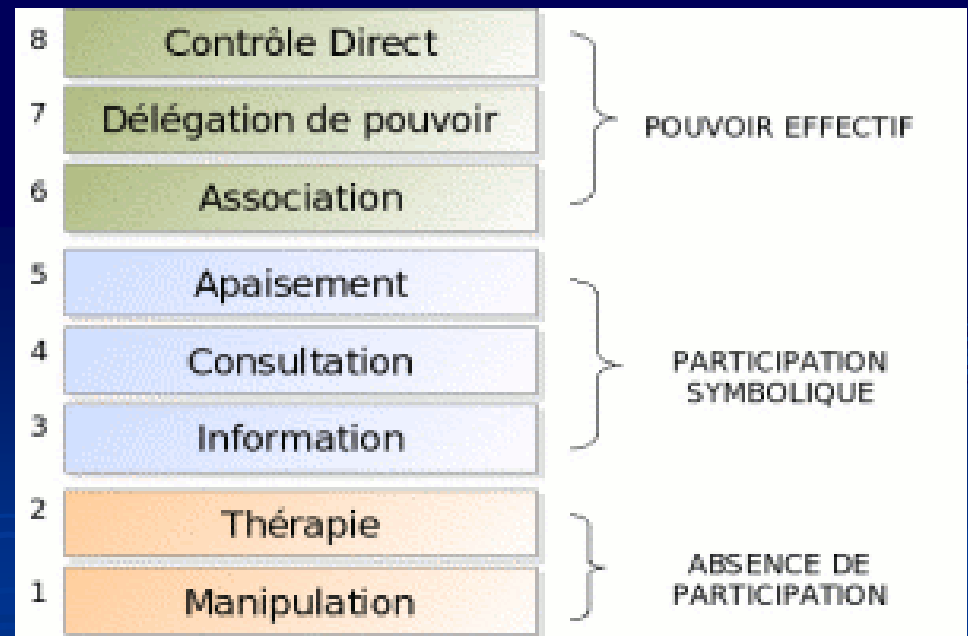 8 Contrôle Direct
7 Délégation de pouvoir
POUVOIR EFFECTIF
6 Association
5 Apaisement
4 Consultation
PARTICIPATION
SYMBOLIQUE
3 Information
2 Thérapie
ABSENCE DE
PARTICIPATION
1 Manipulation